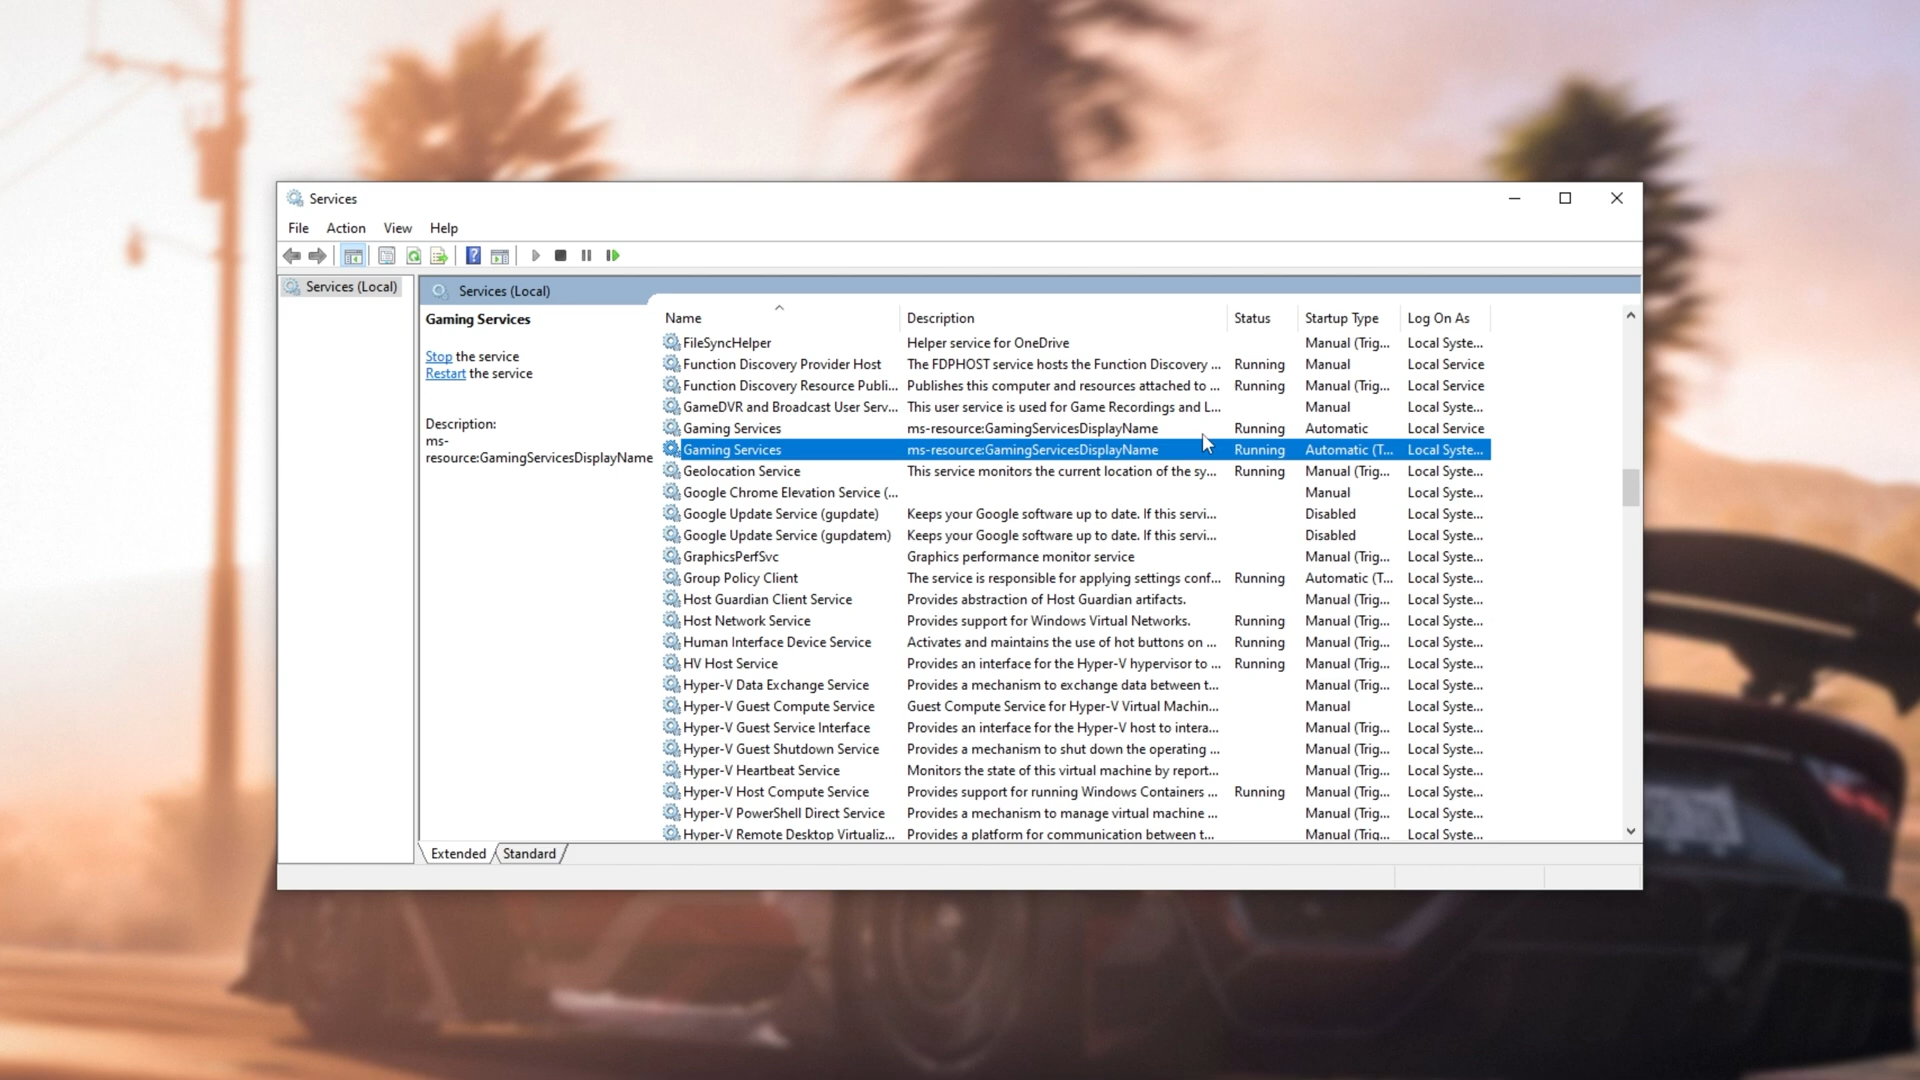 Services
File Action View Help
Services (Local)
Services (Local)
Gaming Services
Stop the service
Restart the service
Description:
ms-
resource:GamingServicesDisplayName
Name Description Status Startup Type Log On As
FileSyncHelper Helper service for OneDrive Manual (Trig... Local Syste...
Function Discovery Provider Host The FDPHOST service hosts the Function Discovery ... Running Manual Local Service
Function Discovery Resource Publi... Publishes this computer and resources attached to ... Running Manual (Trig... Local Service
GameDVR and Broadcast User Serv... This user service is used for Game Recordings and L... Manual Local Syste...
Gaming Services ms-resource:GamingServicesDisplayName Running Automatic Local Service
Gaming Services ms-resource:GamingServicesDisplayName Running Automatic (T... Local Syste...
Geolocation Service This service monitors the current location of the sy... Running Manual (Trig... Local Syste...
Google Chrome Elevation Service (... Manual Local Syste...
Google Update Service (gupdate) Keeps your Google software up to date. If this servi... Disabled Local Syste...
Google Update Service (gupdatem) Keeps your Google software up to date. If this servi... Disabled Local Syste...
GraphicsPerfSvc Graphics performance monitor service Manual (Trig... Local Syste...
Group Policy Client The service is responsible for applying settings conf... Running Automatic (T... Local Syste...
Host Guardian Client Service Provides abstraction of Host Guardian artifacts. Manual (Trig... Local Syste...
Host Network Service Provides support for Windows Virtual Networks. Running Manual (Trig... Local Syste...
Human Interface Device Service Activates and maintains the use of hot buttons on ... Running Manual (Trig... Local Syste...
HV Host Service Provides an interface for the Hyper-V hypervisor to ... Running Manual (Trig... Local Syste...
Hyper-V Data Exchange Service Provides a mechanism to exchange data between t... Manual (Trig... Local Syste...
Hyper-V Guest Compute Service Guest Compute Service for Hyper-V Virtual Machin... Manual Local Syste...
Hyper-V Guest Service Interface Provides an interface for the Hyper-V host to intera... Manual (Trig... Local Syste...
Hyper-V Guest Shutdown Service Provides a mechanism to shut down the operating ... Manual (Trig... Local Syste...
Hyper-V Heartbeat Service Monitors the state of this virtual machine by report... Manual (Trig... Local Syste...
Hyper-V Host Compute Service Provides support for running Windows Containers ... Running Manual (Trig... Local Syste...
Hyper-V PowerShell Direct Service Provides a mechanism to manage virtual machine ... Manual (Trig... Local Syste...
Hyper-V Remote Desktop Virtualiz... Provides a platform for communication between t... Manual (Trig... Local Syste...
Extended Standard